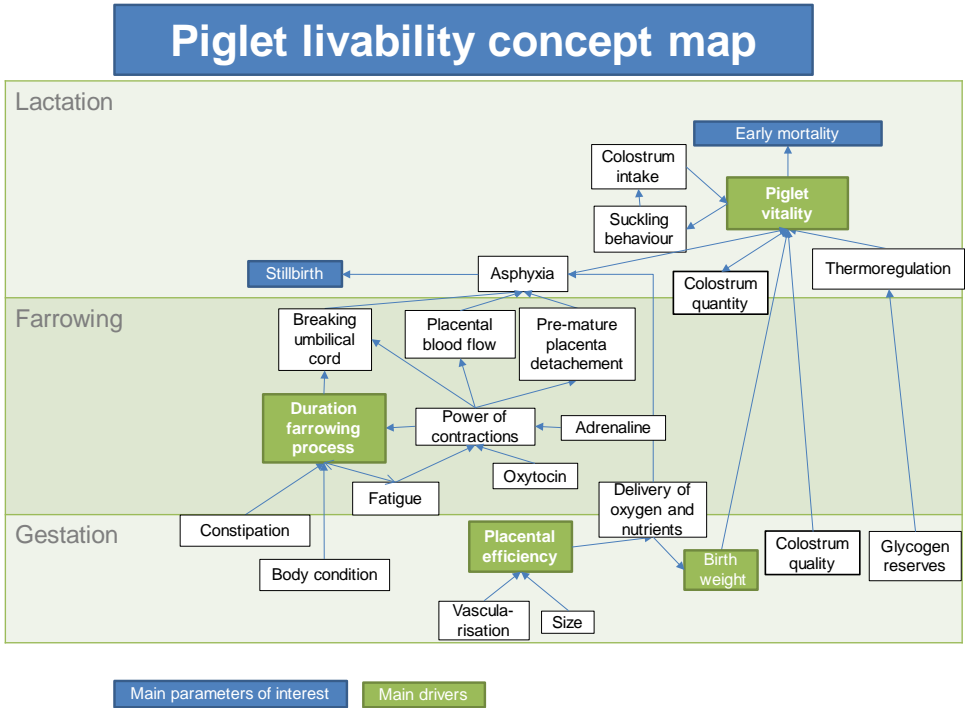 Piglet livability concept map
Lactation
Early mortality
Colostrum
intake
Piglet
vitality
Suckling
behaviour
Stillbirth
Asphyxia
Colostrum
quantity
Thermoregulation
Farrowing
Breaking
umbilical
cord
Placental
blood flow
Pre-mature
placenta
detachement
Duration
farrowing
process
Power of
contractions
Adrenaline
Oxytocin
Fatigue
Delivery of
oxygen and
nutrients
Gestation
Constipation
Placental
efficiency
Body condition
Birth
weight
Colostrum
quality
Glycogen
reserves
Vascula-
risation
Size
Main parameters of interest
Main drivers